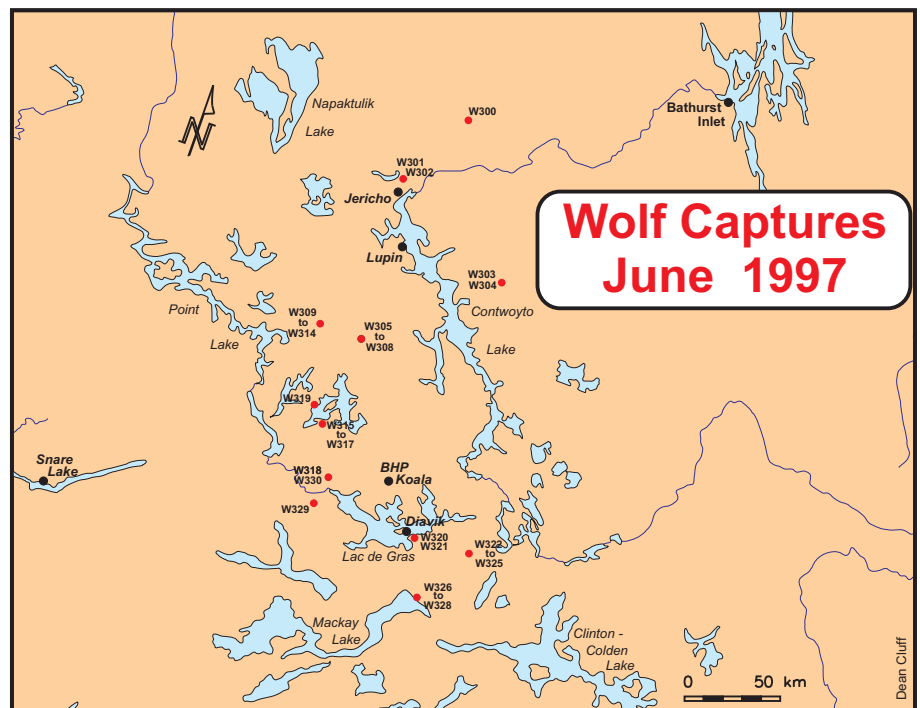 Napaktulik
Lake
N
W300
Bathurst
Inlet
W301
W302
Jericho
Wolf Captures
June 1997
Lupin
W303
W304
Contwoyto
Lake
Point
Lake
W309
to
W314
W305
to
W308
W319
W315
to
W317
Snare
Lake
W318
W330
BHP
Koala
W329
Diavik
W320
W321
Lac de Gras
W322
to
W325
W326
to
W328
Mackay
Lake
Clinton -
Colden
Lake
0 50 km
Dean Cluff